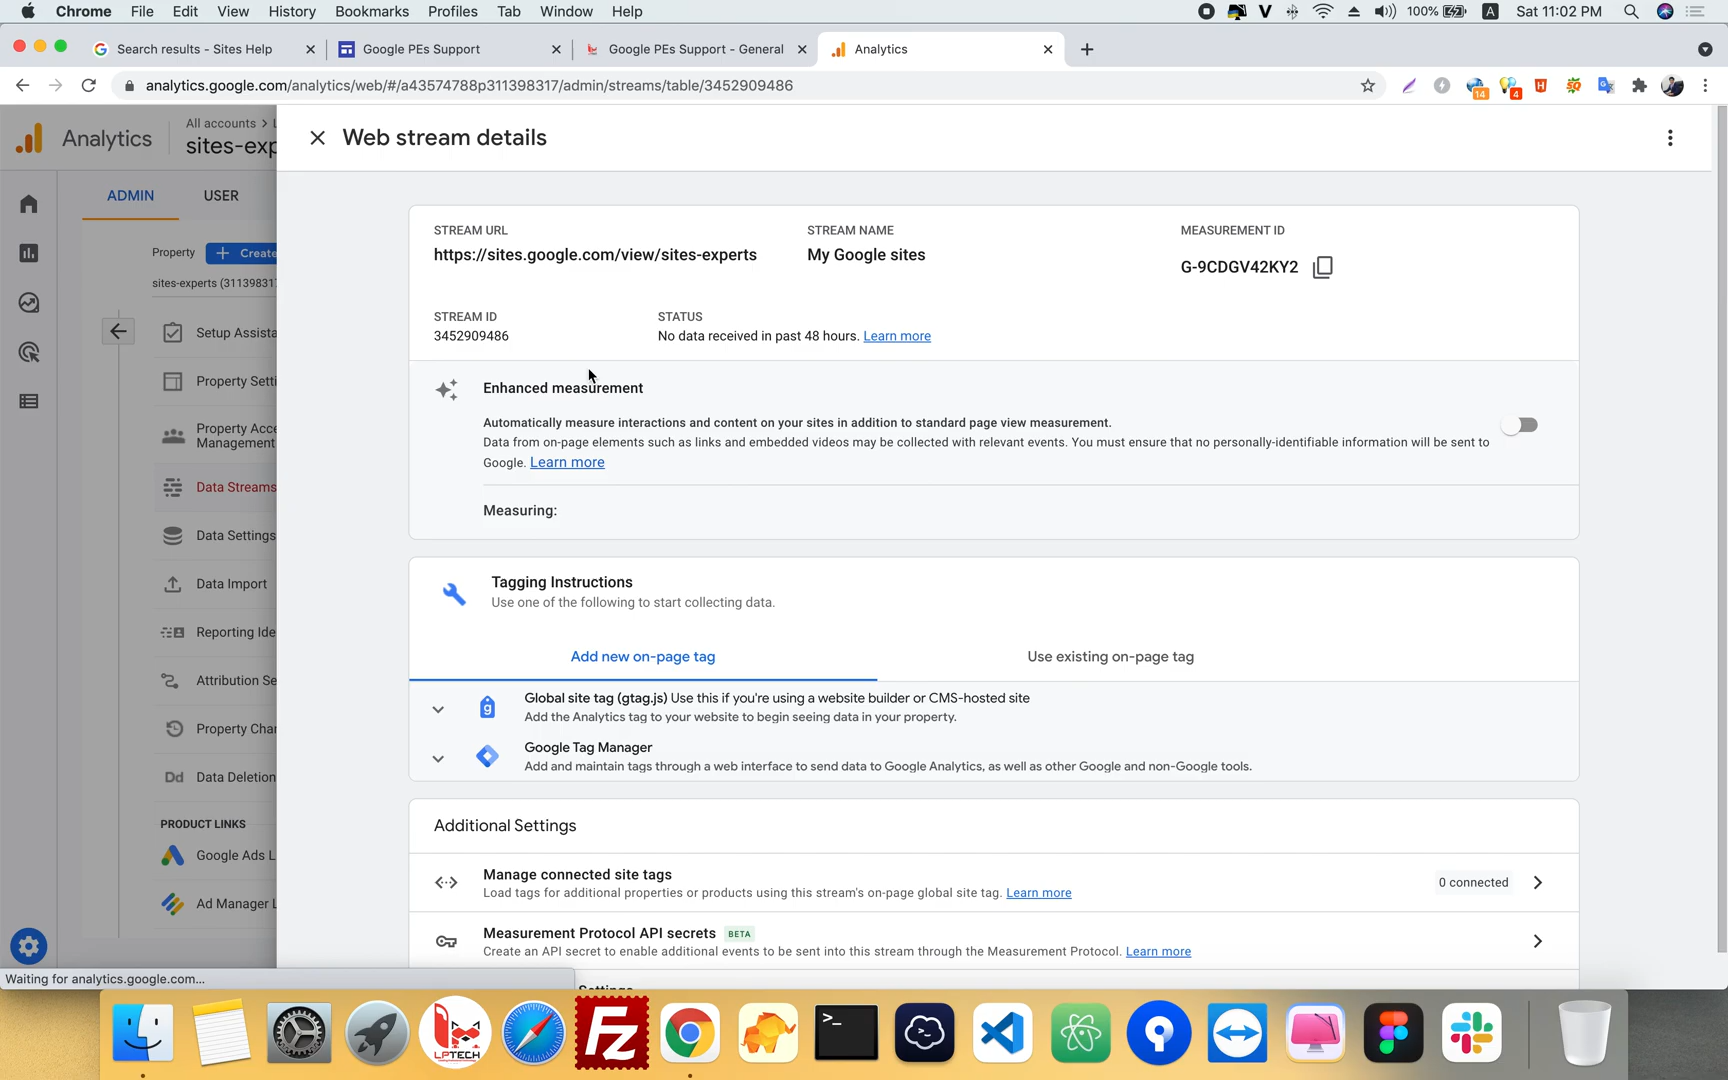 Chrome File Edit View History Bookmarks Profiles Tab Window Help
100% A Sat 11:02 PM
Search results - Sites Help
Google PEs Support
Google PEs Support - General
Analytics
analytics.google.com/analytics/web/#/a43574788p311398317/admin/streams/table/3452909486
14
4
Analytics
All accounts >
sites-exp
ADMIN USER
Property
Create
sites-experts (31139831
Setup Assista
Property Setti
Property Acce
Management
Data Streams
Data Settings
Data Import
Reporting Ide
Attribution Se
Property Chan
Dd Data Deletion
PRODUCT LINKS
Google Ads L
Ad Manager L
Web stream details
STREAM URL
https://sites.google.com/view/sites-experts
STREAM NAME
My Google sites
MEASUREMENT ID
G-9CDGV42KY2
STREAM ID
3452909486
STATUS
No data received in past 48 hours. Learn more
Enhanced measurement
Automatically measure interactions and content on your sites in addition to standard page view measurement.
Data from on-page elements such as links and embedded videos may be collected with relevant events. You must ensure that no personally-identifiable information will be sent to
Google. Learn more
Measuring:
Tagging Instructions
Use one of the following to start collecting data.
Add new on-page tag
Use existing on-page tag
Global site tag (gtag.js) Use this if you're using a website builder or CMS-hosted site
Add the Analytics tag to your website to begin seeing data in your property.
Google Tag Manager
Add and maintain tags through a web interface to send data to Google Analytics, as well as other Google and non-Google tools.
Additional Settings
Manage connected site tags
Load tags for additional properties or products using this stream's on-page global site tag. Learn more
0 connected
Measurement Protocol API secrets BETA
Create an API secret to enable additional events to be sent into this stream through the Measurement Protocol. Learn more
Waiting for analytics.google.com...
LPTECH
Fz